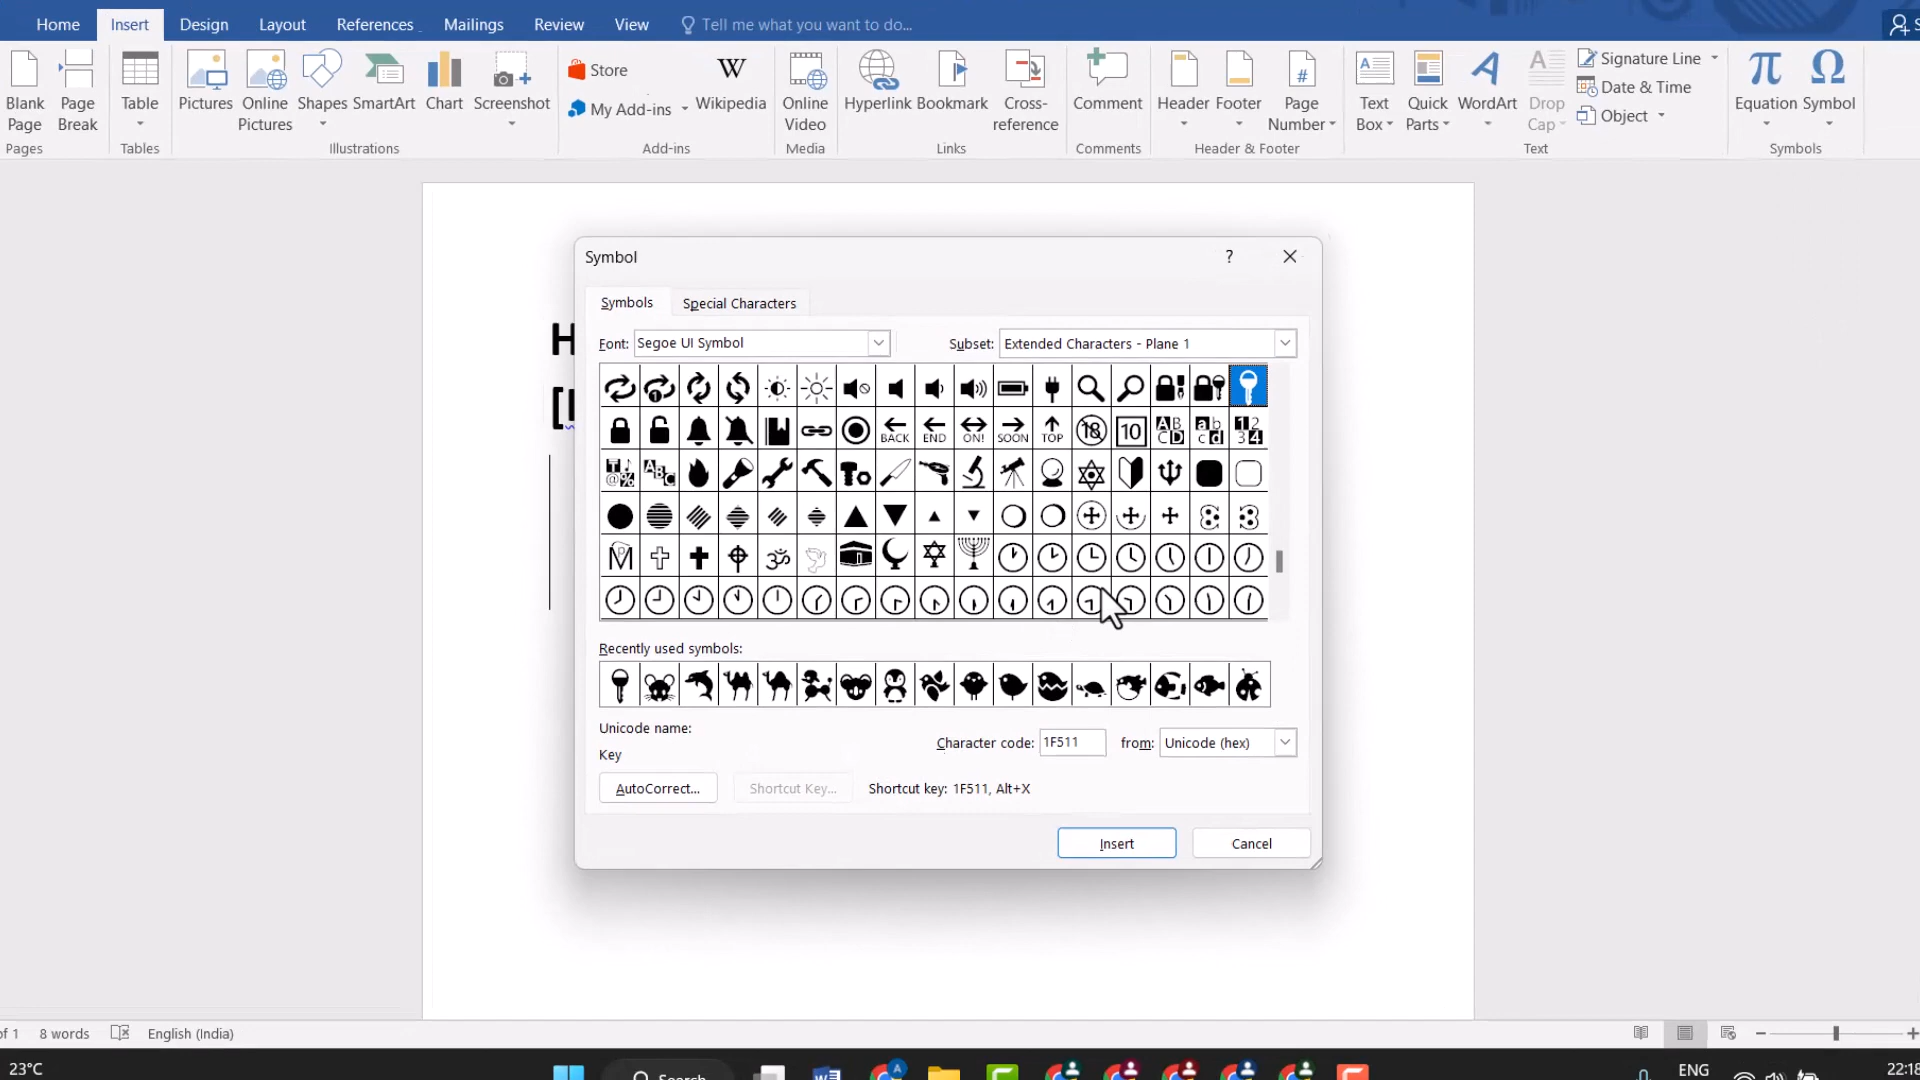 Home Insert Design Layout References Mailings Review View Tell me what you want to do...
Blank Page
Page Break
Table
Pictures
Online Pictures
Shapes
SmartArt
Chart
Screenshot
Store
My Add-ins
W
Wikipedia
Online Video
Hyperlink
Bookmark
Cross-reference
Comment
Header
Footer
#
Page Number
A
Text Box
Quick Parts
A
WordArt
A
Drop Cap
Signature Line
Date & Time
Object
π
Equation
Ω
Symbol
Pages Tables Illustrations Add-ins Media Links Comments Header & Footer Text Symbols
H
[
Symbol ?
Symbols Special Characters
Font: Segoe UI Symbol Subset: Extended Characters - Plane 1
BACK END ON! SOON TOP 18 10 ABCD abcd 1234
Recently used symbols:
Unicode name:
Key
Character code: 1F511 from: Unicode (hex)
AutoCorrect... Shortcut Key... Shortcut key: 1F511, Alt+X
Insert Cancel
of 1 8 words English (India)
23°C Search ENG 22:18